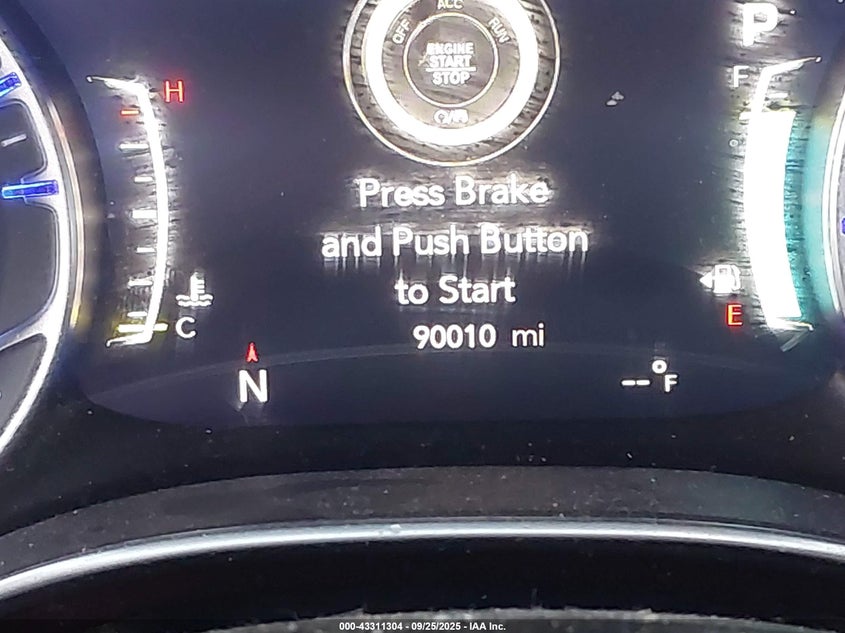 ACC
OFF
RUN
ENGINE
START
STOP
P
F
H
Press Brake
and Push Button
to Start
E
C
90010 mi
N
--°F
000-43311304 - 09/25/2025 - IAA Inc.